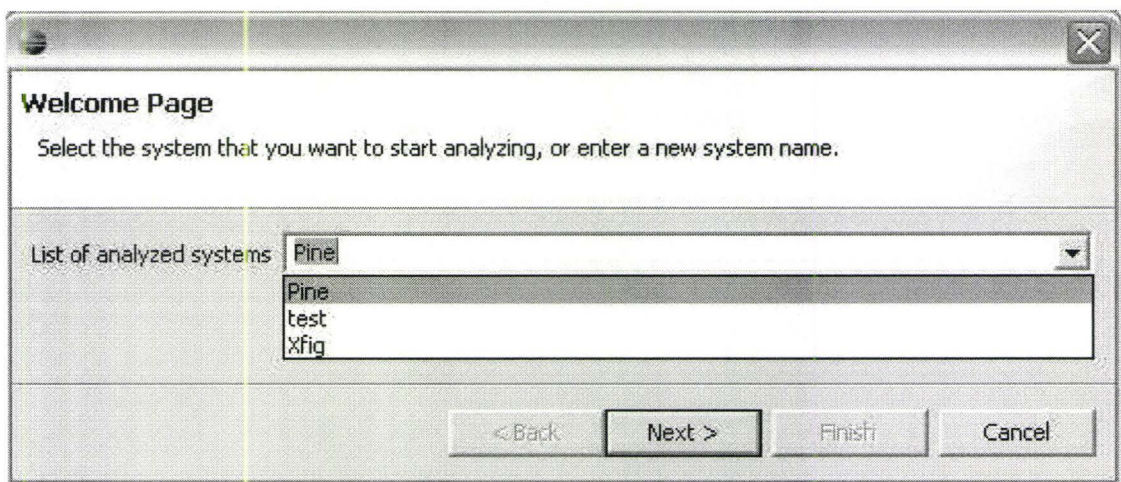 Welcome Page
Select the system that you want to start analyzing, or enter a new system name.
List of analyzed systems Pine
Pine
test
Xfig
< Back Next > Finish Cancel